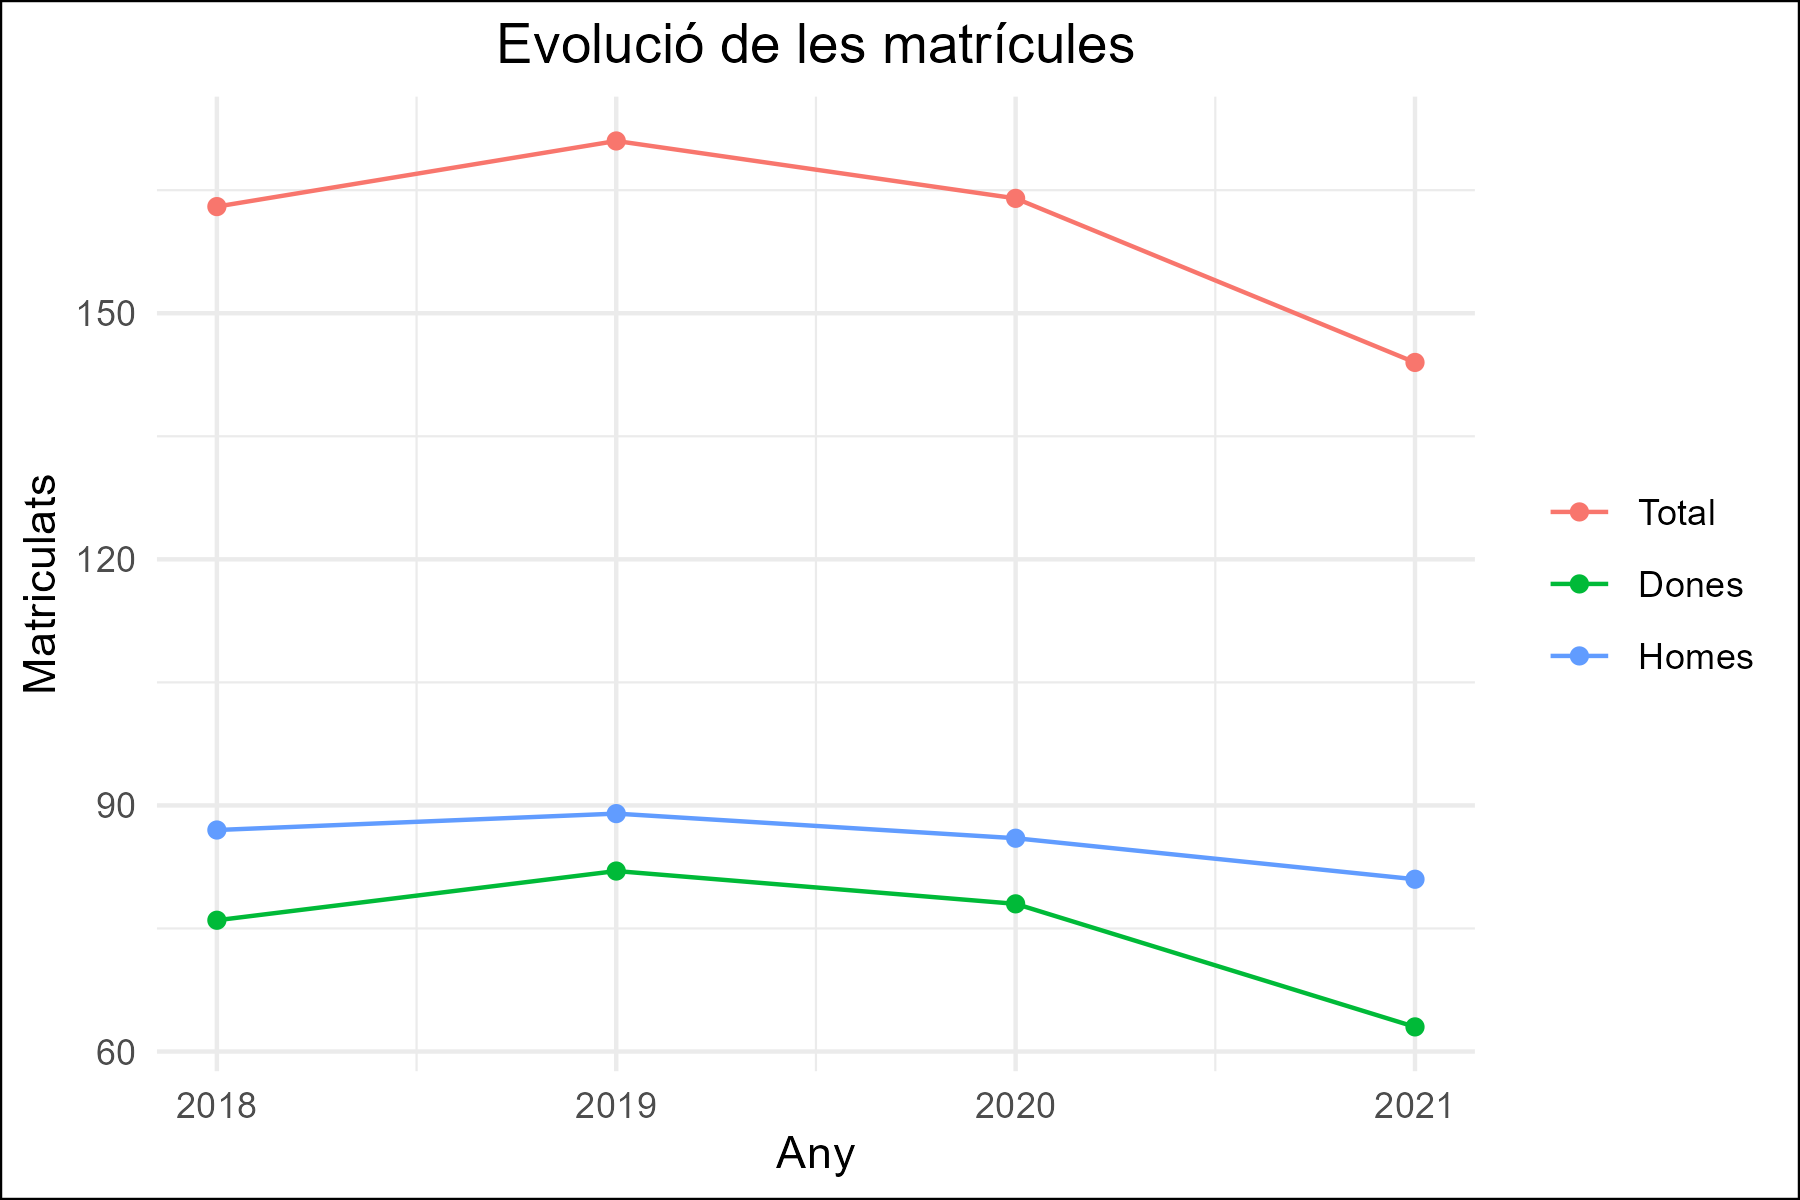 Evolució de les matrícules
Matriculats
150
120
90
60
2018 2019 2020 2021
Any
Total
Dones
Homes